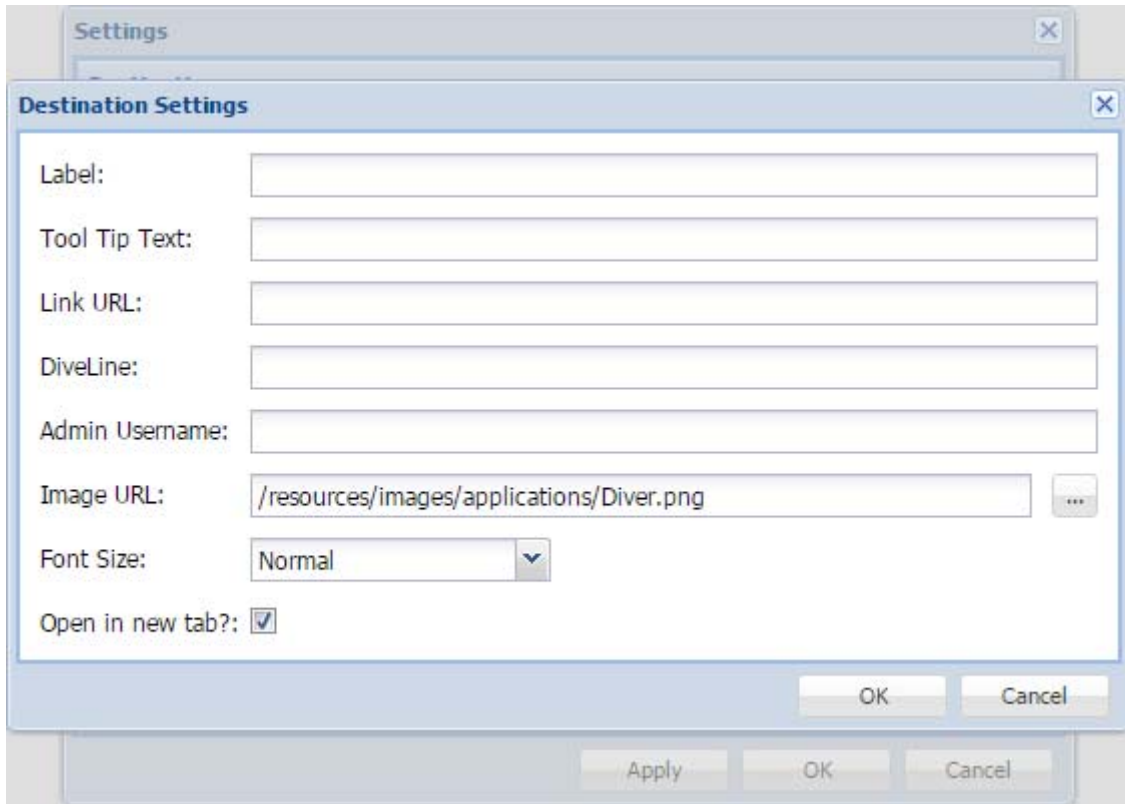 Settings
Destination Settings
Label:
Tool Tip Text:
Link URL:
DiveLine:
Admin Username:
Image URL: /resources/images/applications/Diver.png ...
Font Size: Normal
Open in new tab?:
OK Cancel
Apply OK Cancel